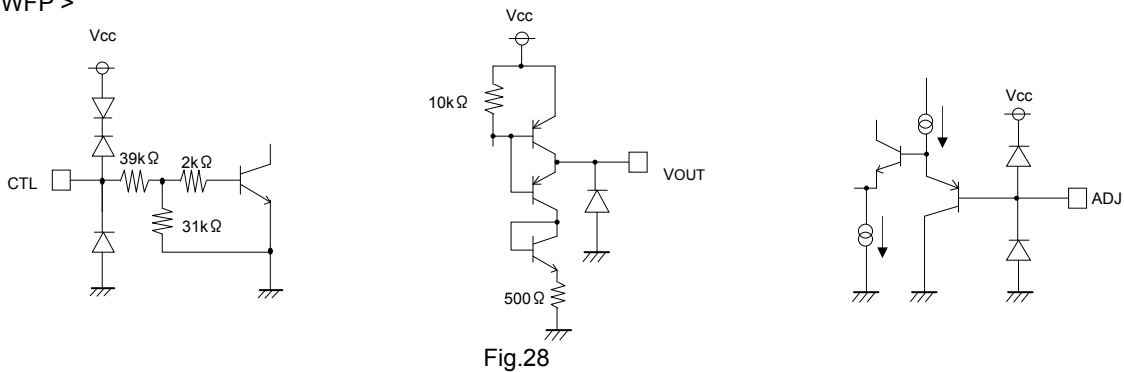 WFP >
Vcc
39kΩ
2kΩ
CTL
31kΩ
Vcc
10kΩ
VOUT
500Ω
Vcc
ADJ
Fig.28